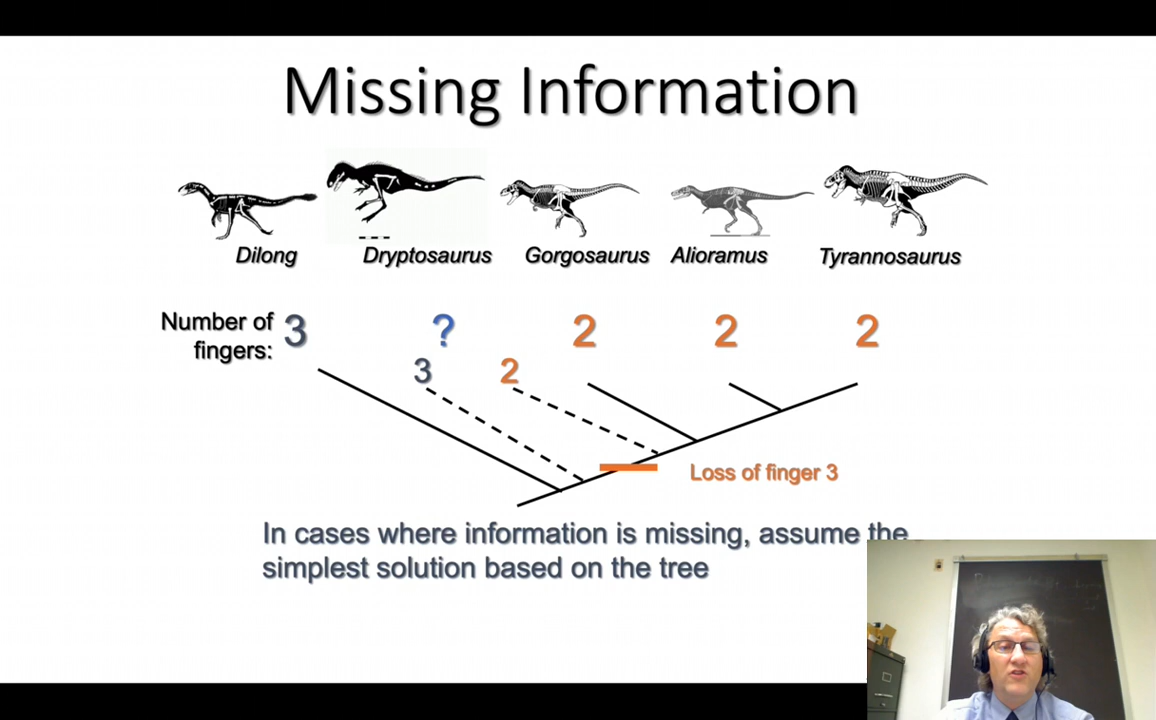 Missing Information
Dilong
Dryptosaurus
Gorgosaurus
Alioramus
Tyrannosaurus
Number of
fingers:
3
?
2
2
2
3
2
Loss of finger 3
In cases where information is missing, assume the
simplest solution based on the tree